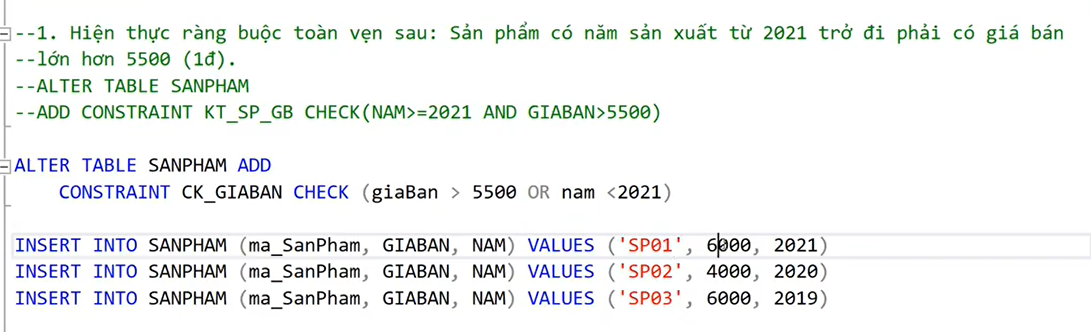 --1. Hiện thực ràng buộc toàn vẹn sau: Sản phẩm có năm sản xuất từ 2021 trở đi phải có giá bán
--lớn hơn 5500 (1đ).
--ALTER TABLE SANPHAM
--ADD CONSTRAINT KT_SP_GB CHECK(NAM>=2021 AND GIABAN>5500)
ALTER TABLE SANPHAM ADD
CONSTRAINT CK_GIABAN CHECK (giaBan > 5500 OR nam <2021)
INSERT INTO SANPHAM (ma_SanPham, GIABAN, NAM) VALUES ('SP01', 6000, 2021)
INSERT INTO SANPHAM (ma_SanPham, GIABAN, NAM) VALUES ('SP02', 4000, 2020)
INSERT INTO SANPHAM (ma_SanPham, GIABAN, NAM) VALUES ('SP03', 6000, 2019)